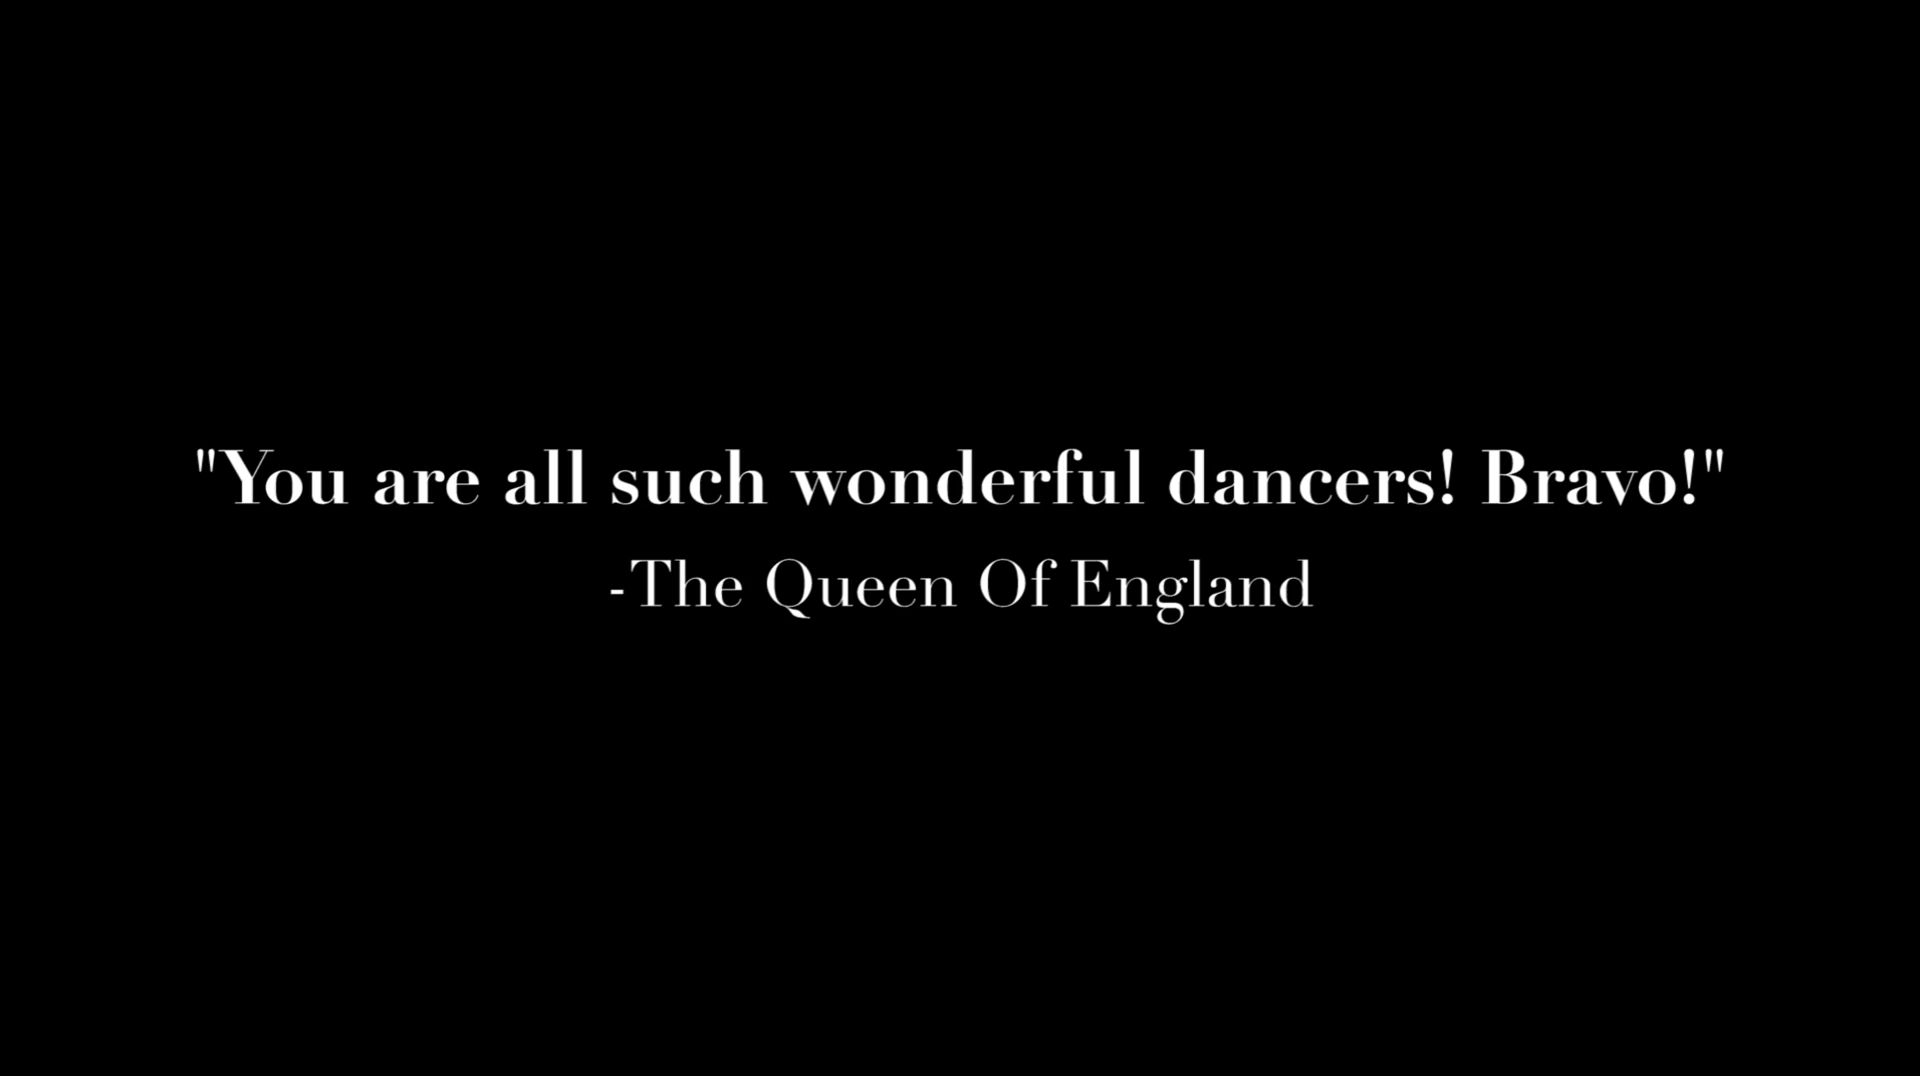 "You are all such wonderful dancers! Bravo!"
-The Queen Of England